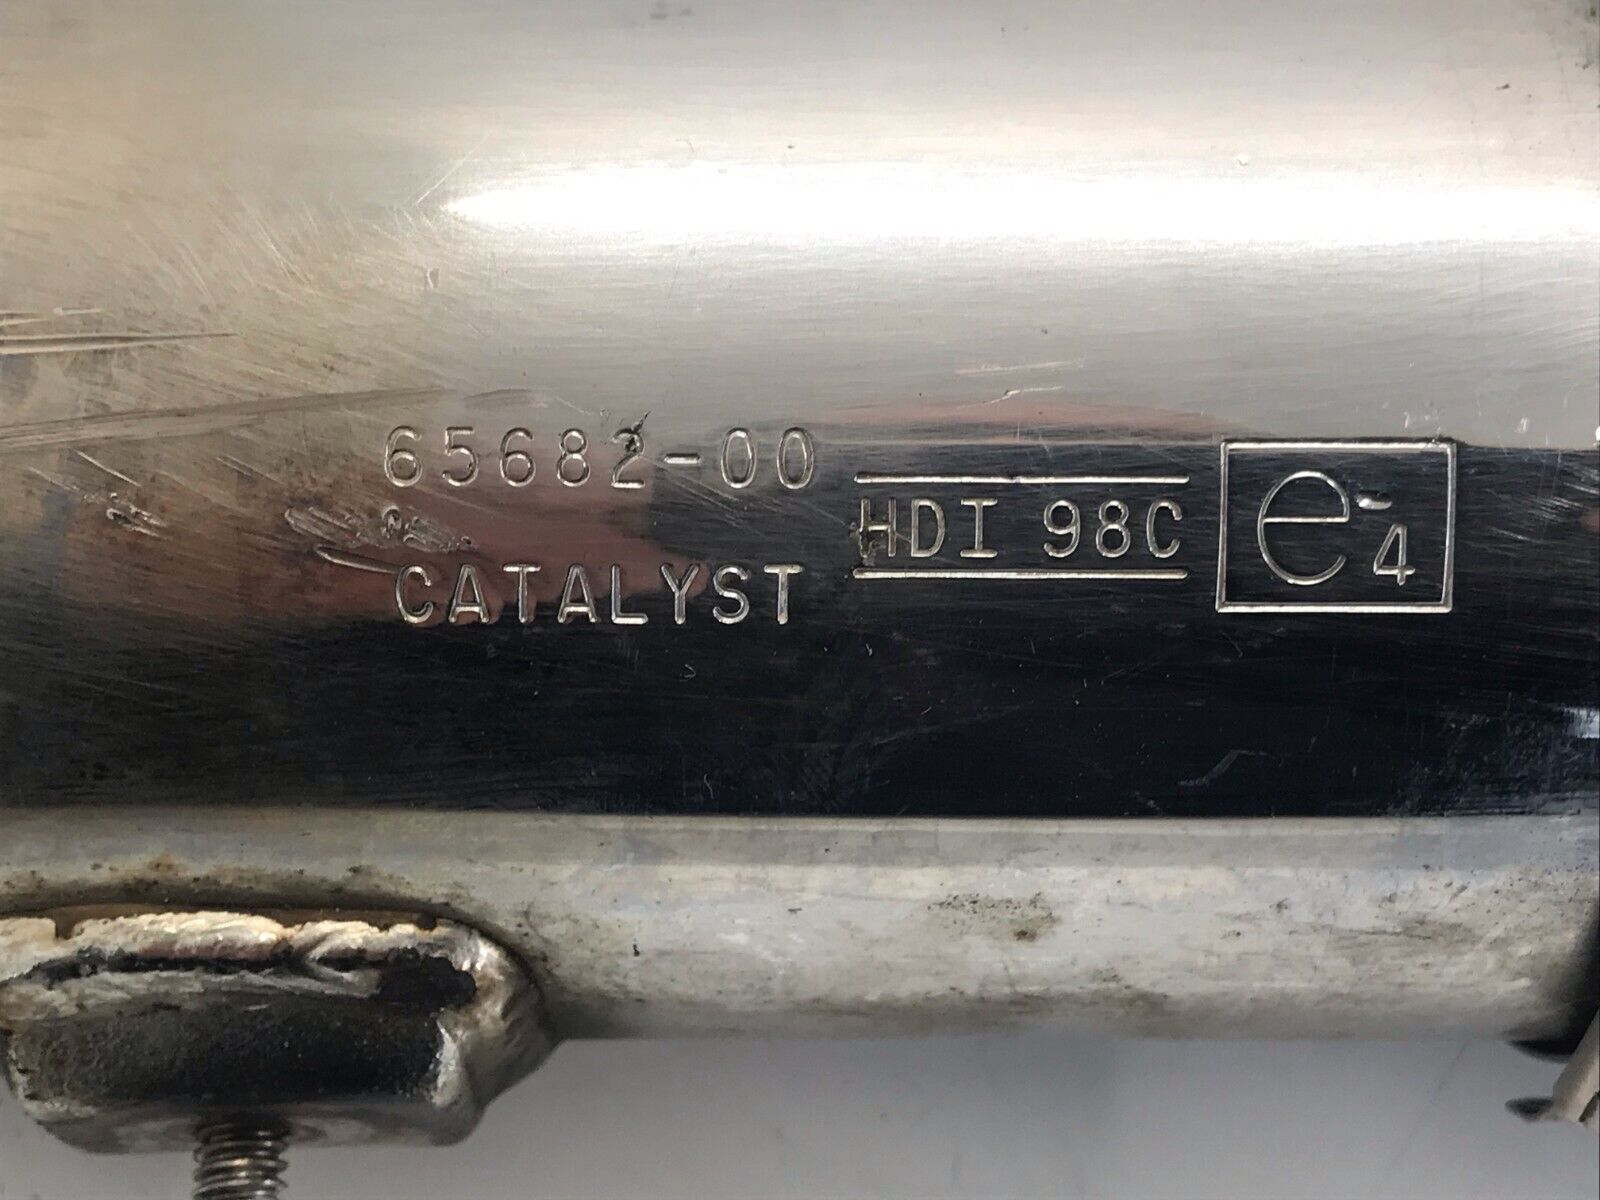 65682-00
CATALYST
HDI 98C
e4